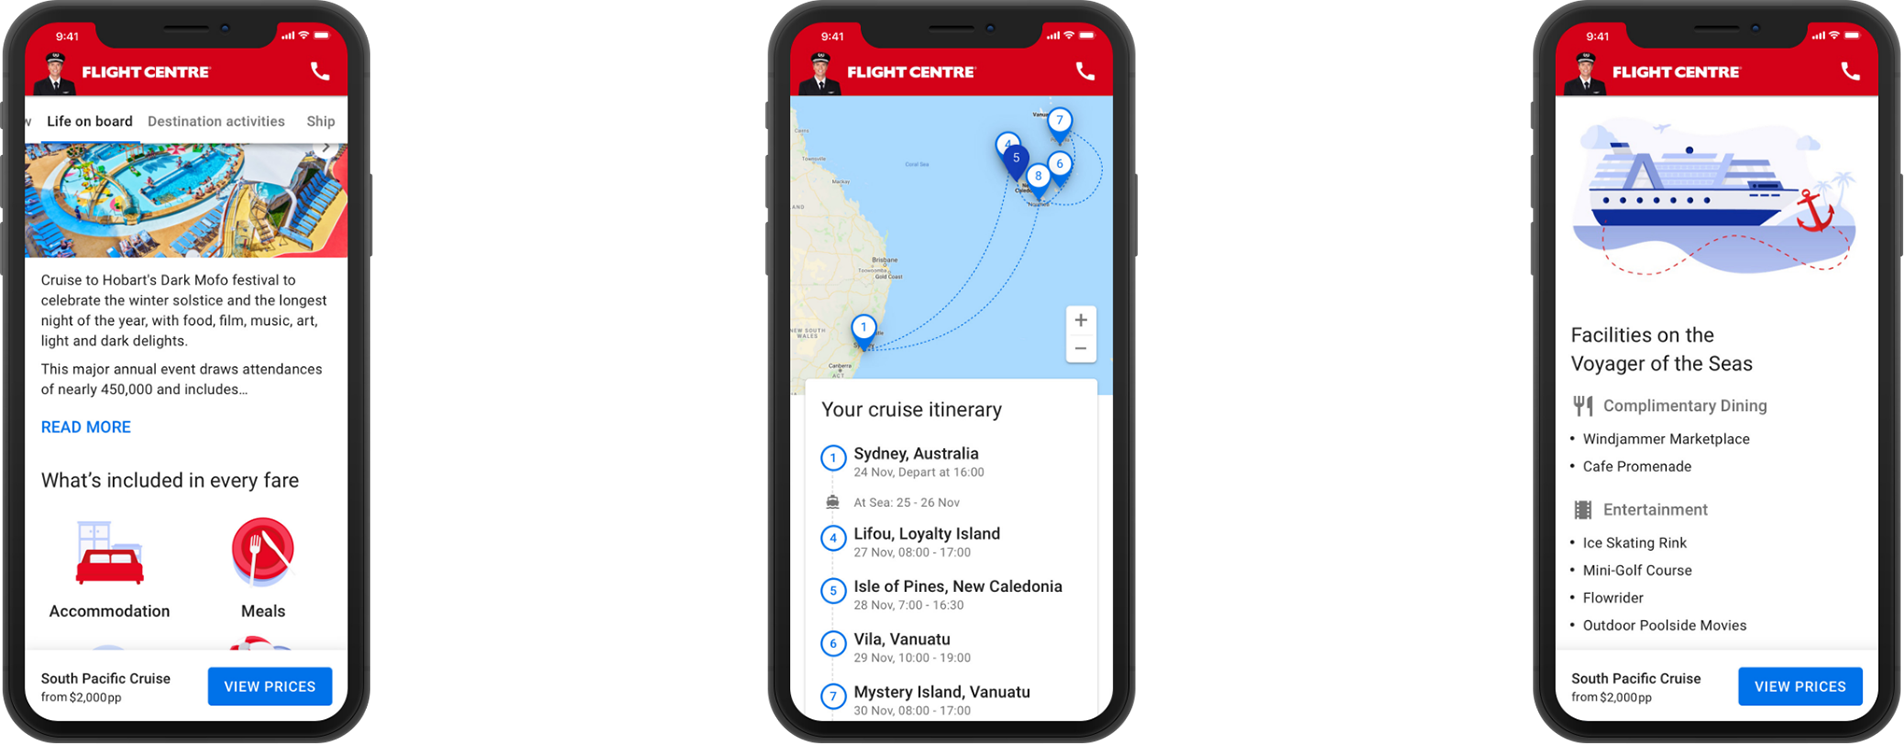 9:41
FLIGHT CENTRE
w Life on board Destination activities Ship
Cruise to Hobart's Dark Mofo festival to
celebrate the winter solstice and the longest
night of the year, with food, film, music, art,
light and dark delights.
This major annual event draws attendances
of nearly 450,000 and includes...
READ MORE
What's included in every fare
Accommodation
Meals
South Pacific Cruise
from $2,000pp
VIEW PRICES
9:41
FLIGHT CENTRE
Cairns
Townsville
Coral Sea
Mackay
LAND
Brisbane
Toowoomba
Gold Coast
NEW SOUTH
WALES
Sydney
Canberra
ACT
7
4
5
6
8
1
+
−
Your cruise itinerary
1 Sydney, Australia
24 Nov, Depart at 16:00
At Sea: 25 - 26 Nov
4 Lifou, Loyalty Island
27 Nov, 08:00 - 17:00
5 Isle of Pines, New Caledonia
28 Nov, 7:00 - 16:30
6 Vila, Vanuatu
29 Nov, 10:00 - 19:00
7 Mystery Island, Vanuatu
30 Nov, 08:00 - 17:00
9:41
FLIGHT CENTRE
Facilities on the
Voyager of the Seas
Complimentary Dining
• Windjammer Marketplace
• Cafe Promenade
Entertainment
• Ice Skating Rink
• Mini-Golf Course
• Flowrider
• Outdoor Poolside Movies
South Pacific Cruise
from $2,000pp
VIEW PRICES